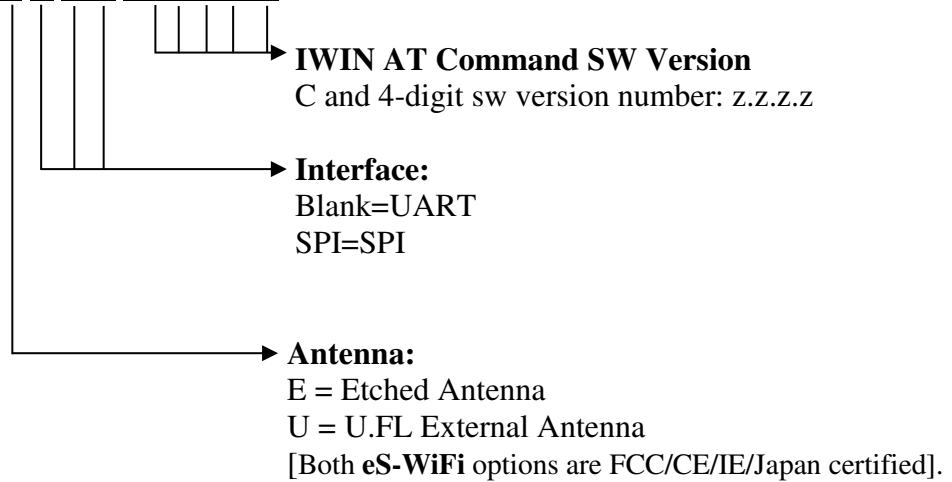 IWIN AT Command SW Version
C and 4-digit sw version number: z.z.z.z
Interface:
Blank=UART
SPI=SPI
Antenna:
E = Etched Antenna
U = U.FL External Antenna
[Both eS-WiFi options are FCC/CE/IE/Japan certified].